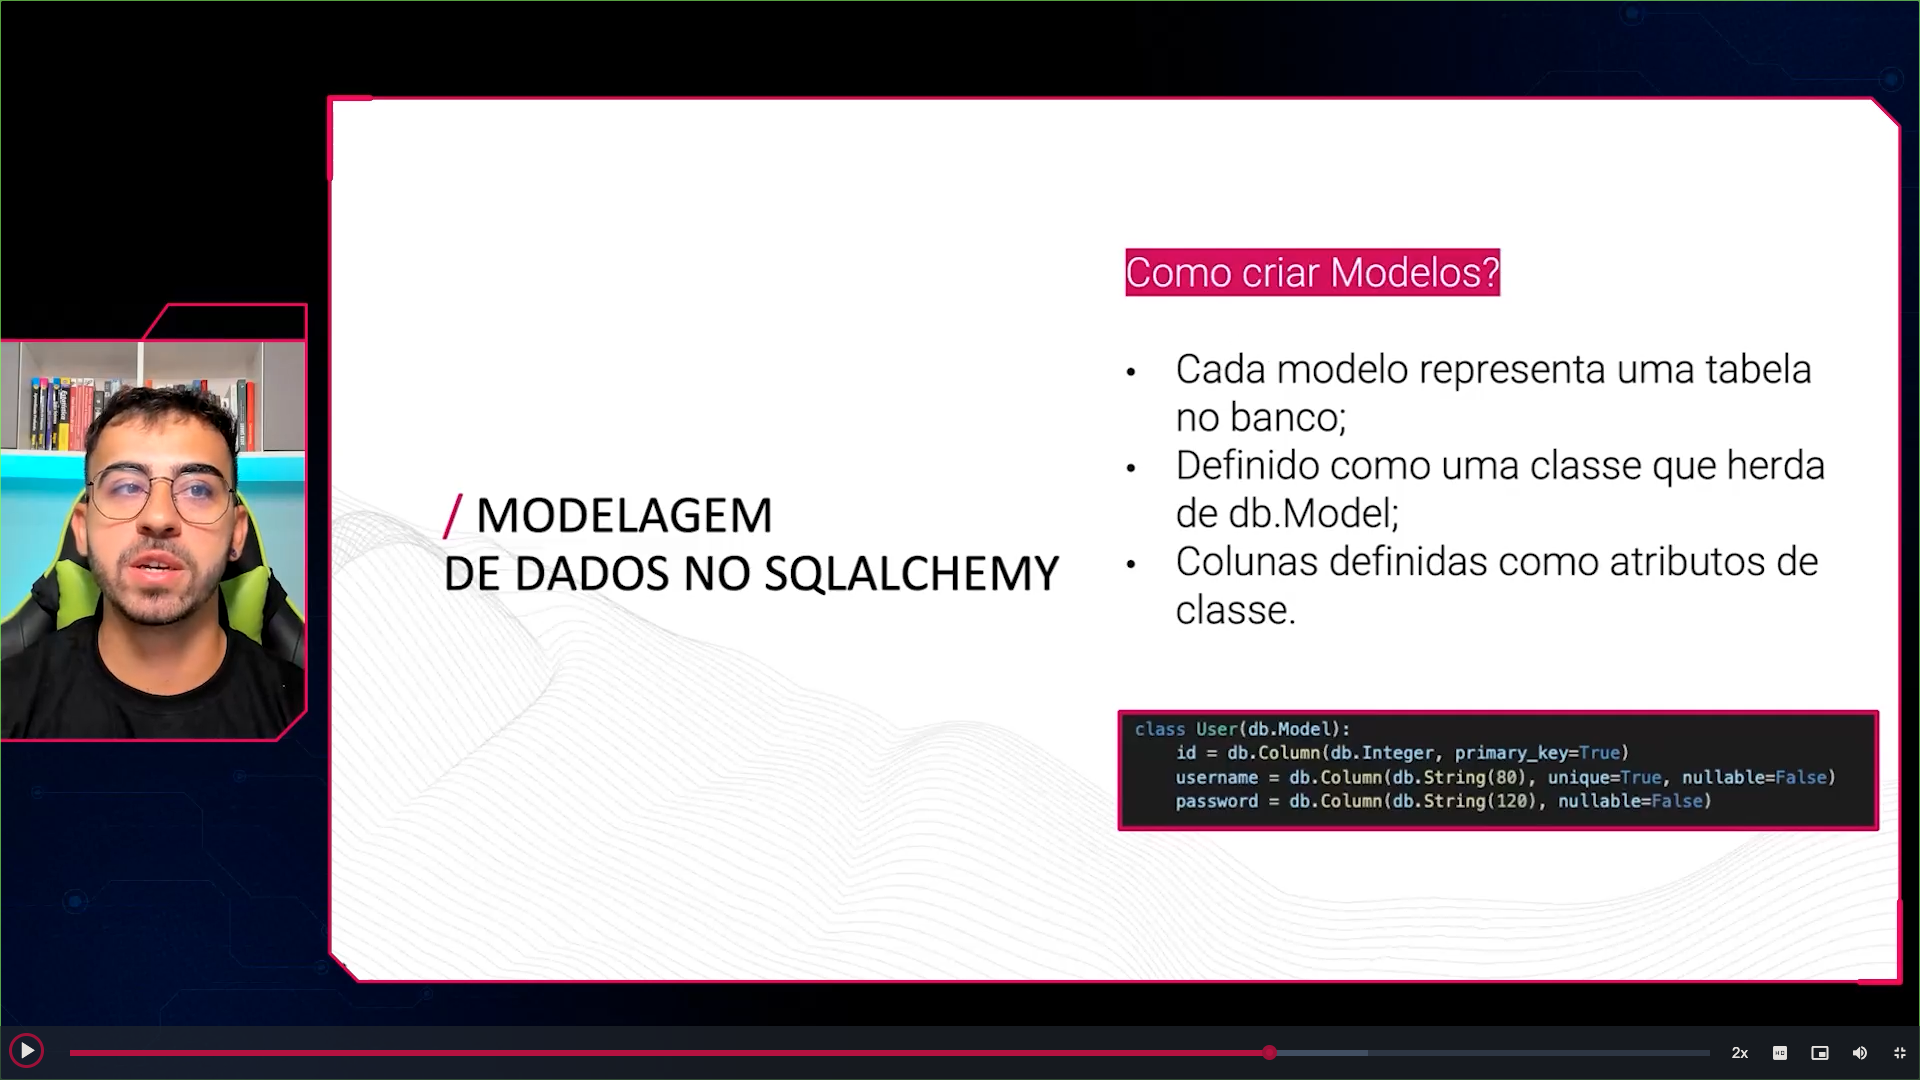 Como criar Modelos?
• Cada modelo representa uma tabela
no banco;
• Definido como uma classe que herda
de db.Model;
• Colunas definidas como atributos de
classe.
/ MODELAGEM
DE DADOS NO SQLALCHEMY
class User(db.Model):
    id = db.Column(db.Integer, primary_key=True)
    username = db.Column(db.String(80), unique=True, nullable=False)
    password = db.Column(db.String(120), nullable=False)
2x
HD